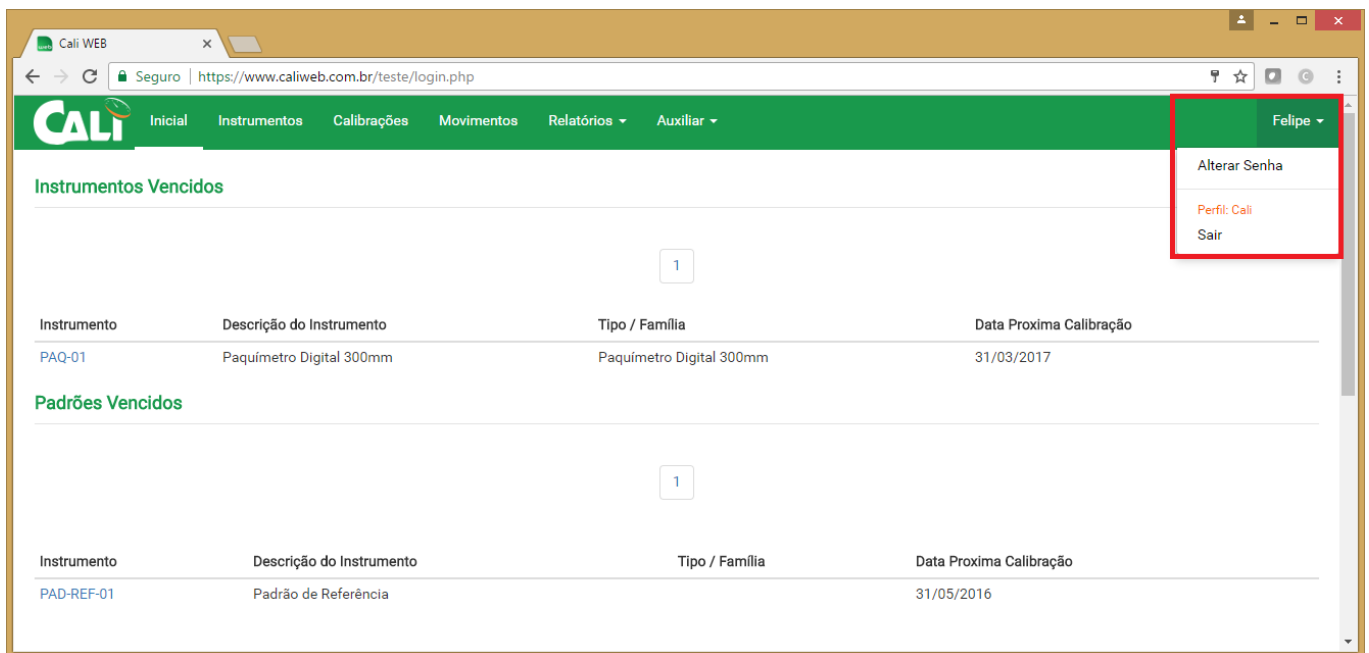 Cali WEB
Seguro | https://www.caliweb.com.br/teste/login.php
CALI Inicial Instrumentos Calibrações Movimentos Relatórios Auxiliar Felipe
Alterar Senha
Perfil: Cali
Sair
Instrumentos Vencidos
1
Instrumento Descrição do Instrumento Tipo / Família Data Proxima Calibração
PAQ-01 Paquímetro Digital 300mm Paquímetro Digital 300mm 31/03/2017
Padrões Vencidos
1
Instrumento Descrição do Instrumento Tipo / Família Data Proxima Calibração
PAD-REF-01 Padrão de Referência 31/05/2016